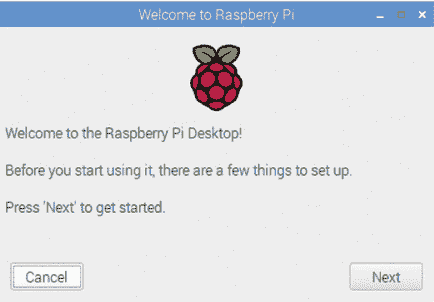 Welcome to Raspberry Pi
Welcome to the Raspberry Pi Desktop!
Before you start using it, there are a few things to set up.
Press 'Next' to get started.
Cancel
Next